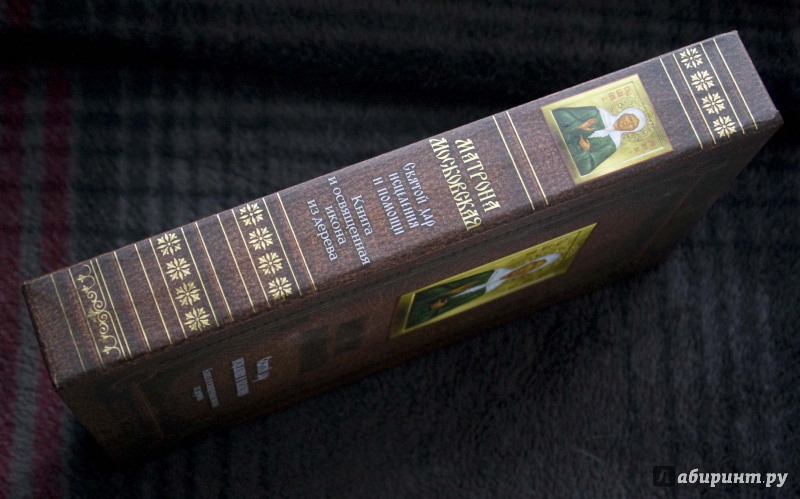 Матрона
Московская
Святой дар
исцеления
и помощи
Книга
и освященная
икона
из дерева
Лабиринт.ру